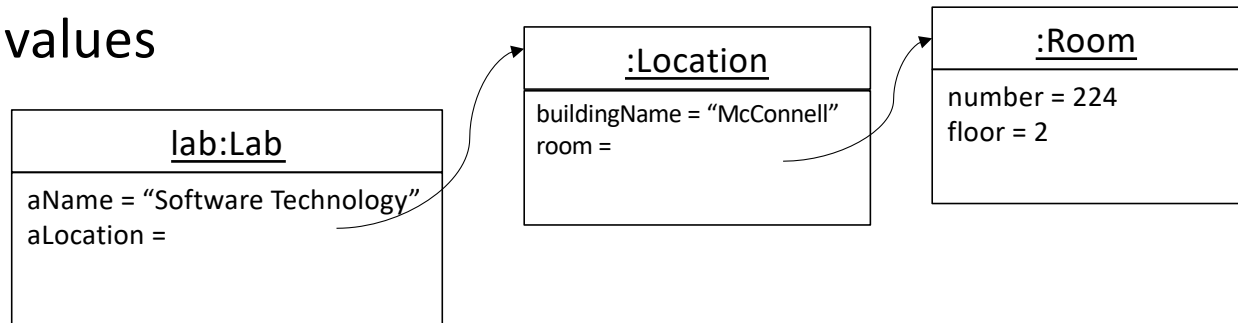 values
lab:Lab
aName = “Software Technology”
aLocation =
:Location
buildingName = “McConnell”
room =
:Room
number = 224
floor = 2